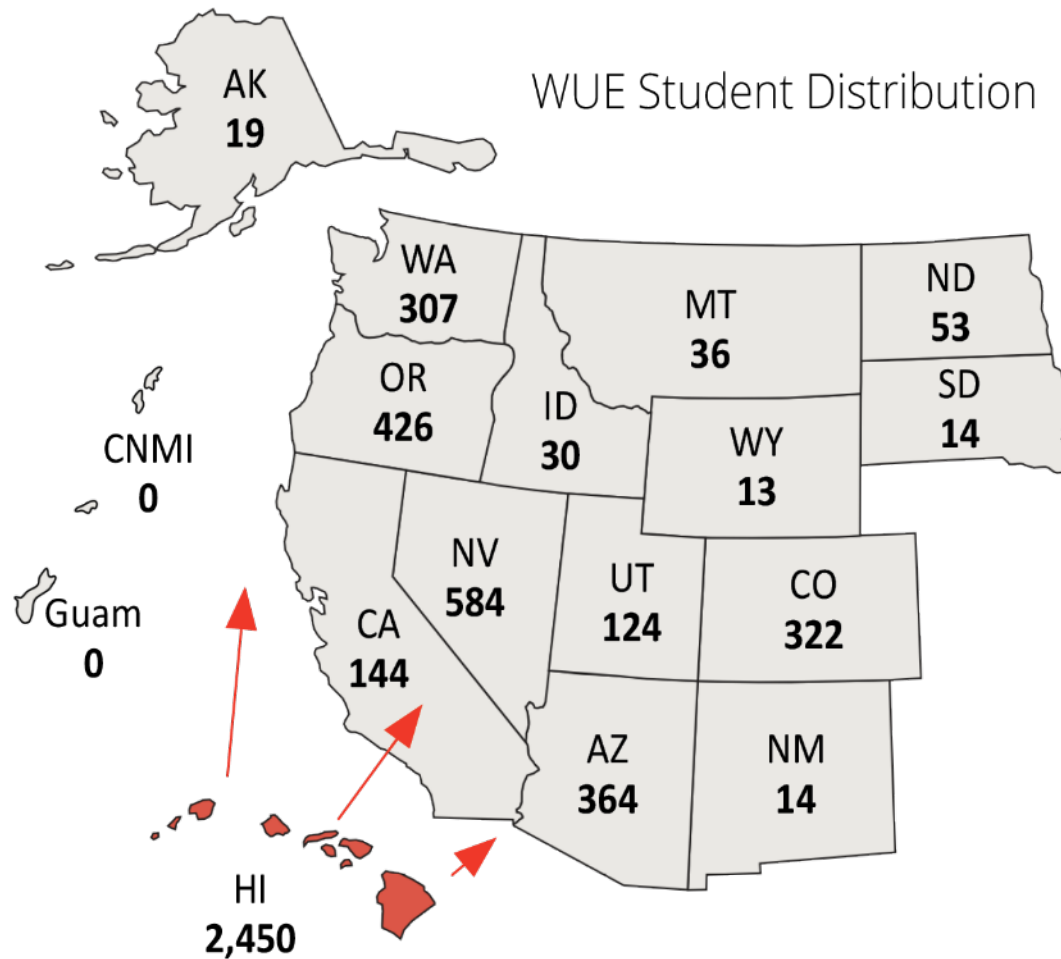 WUE Student Distribution
AK
19
WA
307
MT
36
ND
53
OR
426
ID
30
SD
14
WY
13
CNMI
0
NV
584
UT
124
CO
322
Guam
0
CA
144
AZ
364
NM
14
HI
2,450